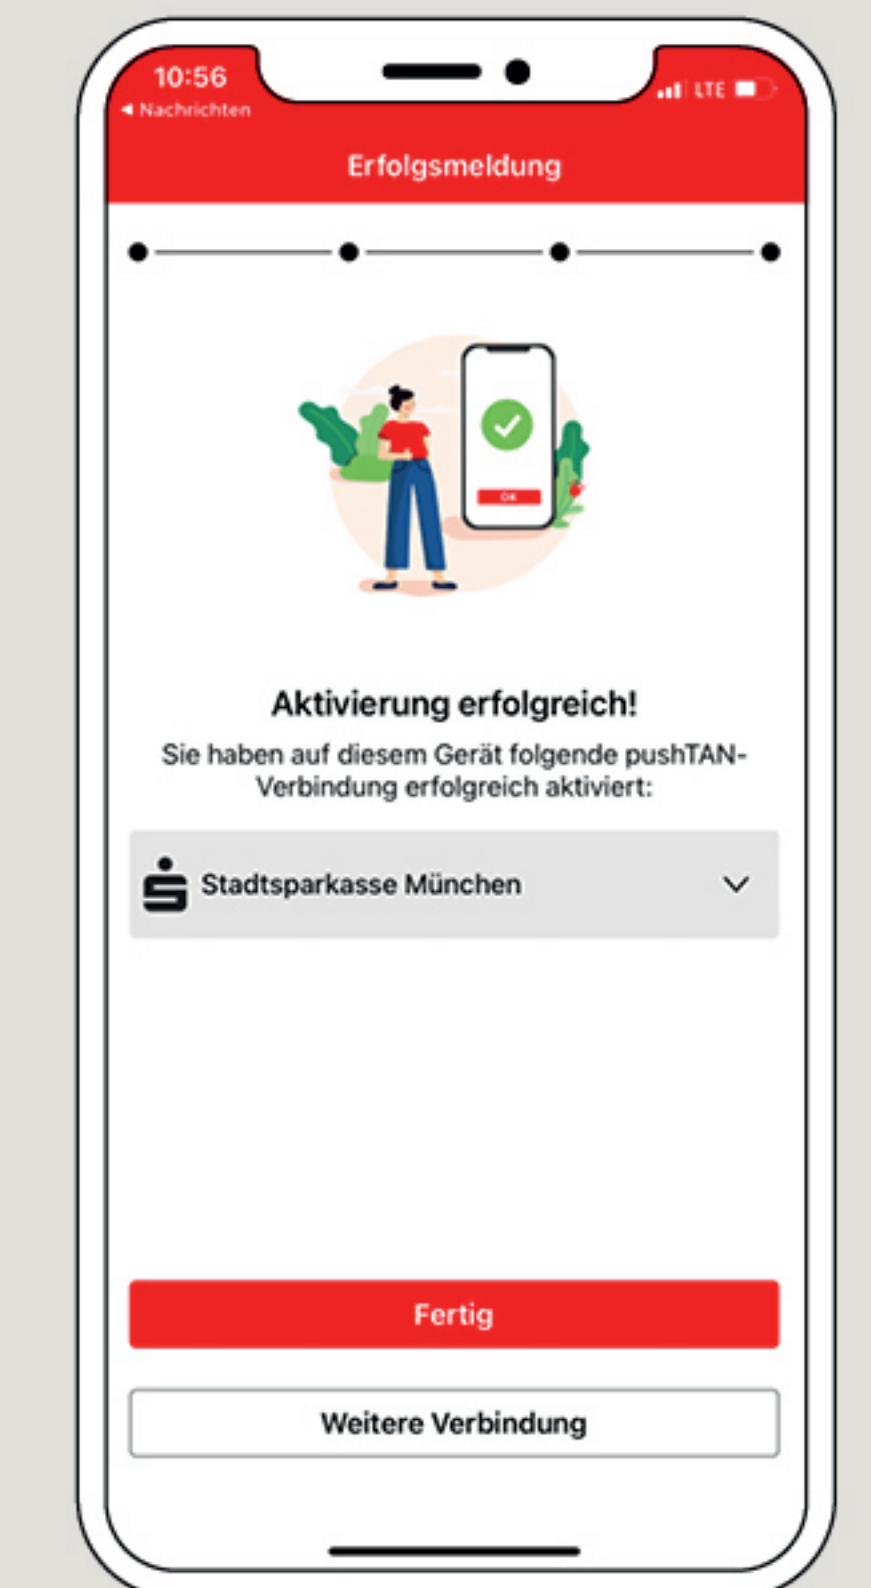 10:56
LTE
◀ Nachrichten
Erfolgsmeldung
OK
Aktivierung erfolgreich!
Sie haben auf diesem Gerät folgende pushTAN-
Verbindung erfolgreich aktiviert:
Stadtsparkasse München
Fertig
Weitere Verbindung